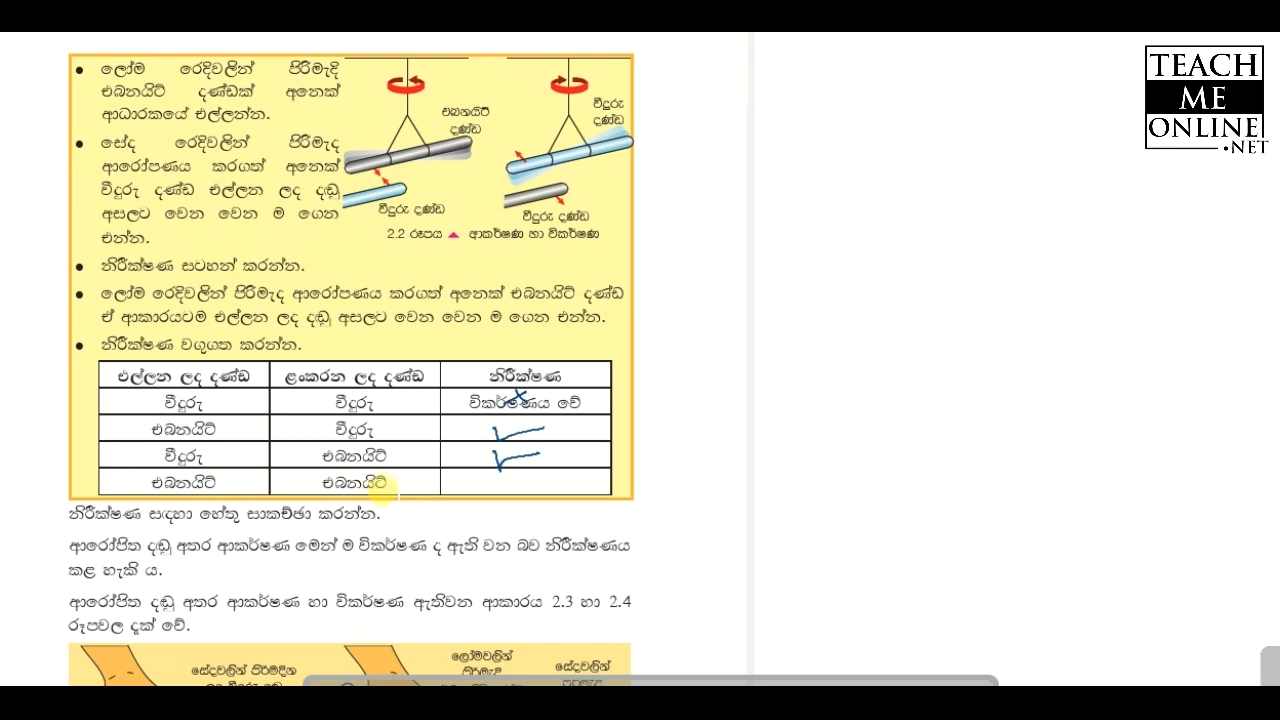 TEACH
ME
ONLINE
.NET
• ලෝම රෙදිවලින් පිරිමැදි
එබනයිට් දණ්ඩක් අනෙක්
ආධාරකයේ එල්ලන්න.
• සේද රෙදිවලින් පිරිමැද
ආරෝපණය කරගත් අනෙක්
වීදුරු දණ්ඩ එල්ලන ලද දඬු
අසලට වෙන වෙන ම ගෙන
එන්න.
එබනයිට්
දණ්ඩ
වීදුරු
දණ්ඩ
වීදුරු දණ්ඩ
වීදුරු දණ්ඩ
2.2 රූපය ▲ ආකර්ෂණ හා විකර්ෂණ
• නිරීක්ෂණ සටහන් කරන්න.
• ලෝම රෙදිවලින් පිරිමැද ආරෝපණය කරගත් අනෙක් එබනයිට් දණ්ඩ
ඒ ආකාරයටම එල්ලන ලද දඬු අසලට වෙන වෙන ම ගෙන එන්න.
• නිරීක්ෂණ වගුගත කරන්න.
එල්ලන ලද දණ්ඩ ළංකරන ලද දණ්ඩ නිරීක්ෂණ
වීදුරු වීදුරු විකර්ෂණය වේ
එබනයිට් වීදුරු
වීදුරු එබනයිට්
එබනයිට් එබනයිට්
නිරීක්ෂණ සඳහා හේතු සාකච්ඡා කරන්න.
ආරෝපිත දඬු අතර ආකර්ෂණ මෙන් ම විකර්ෂණ ද ඇති වන බව නිරීක්ෂණය
කළ හැකි ය.
ආරෝපිත දඬු අතර ආකර්ෂණ හා විකර්ෂණ ඇතිවන ආකාරය 2.3 හා 2.4
රූපවල දැක් වේ.
සේදවලින් පිරිමදින
ලෝමවලින්
පිරිමැදි
සේදවලින්